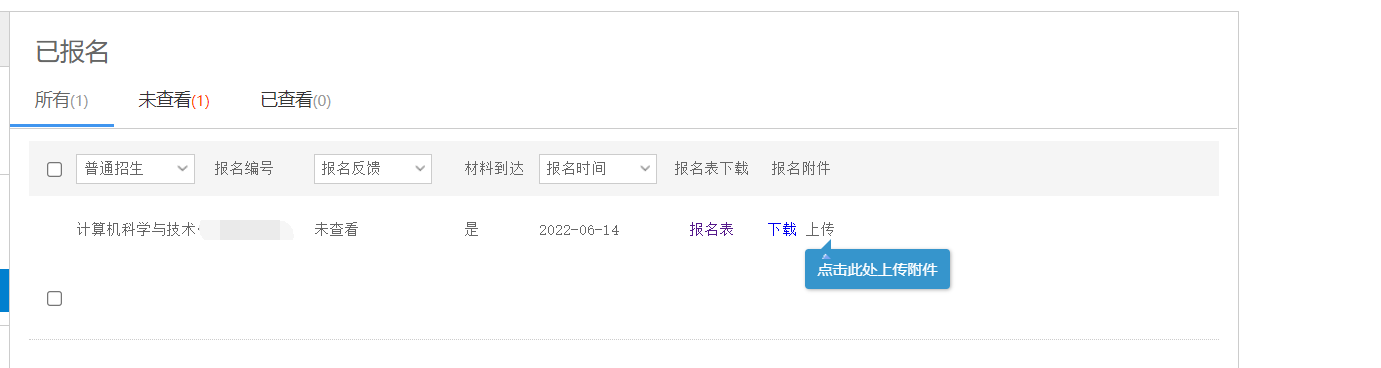 已报名
所有(1) 未查看(1) 已查看(0)
普通招生 报名编号 报名反馈 材料到达 报名时间 报名表下载 报名附件
计算机科学与技术 未查看 是 2022-06-14 报名表 下载 上传
点击此处上传附件